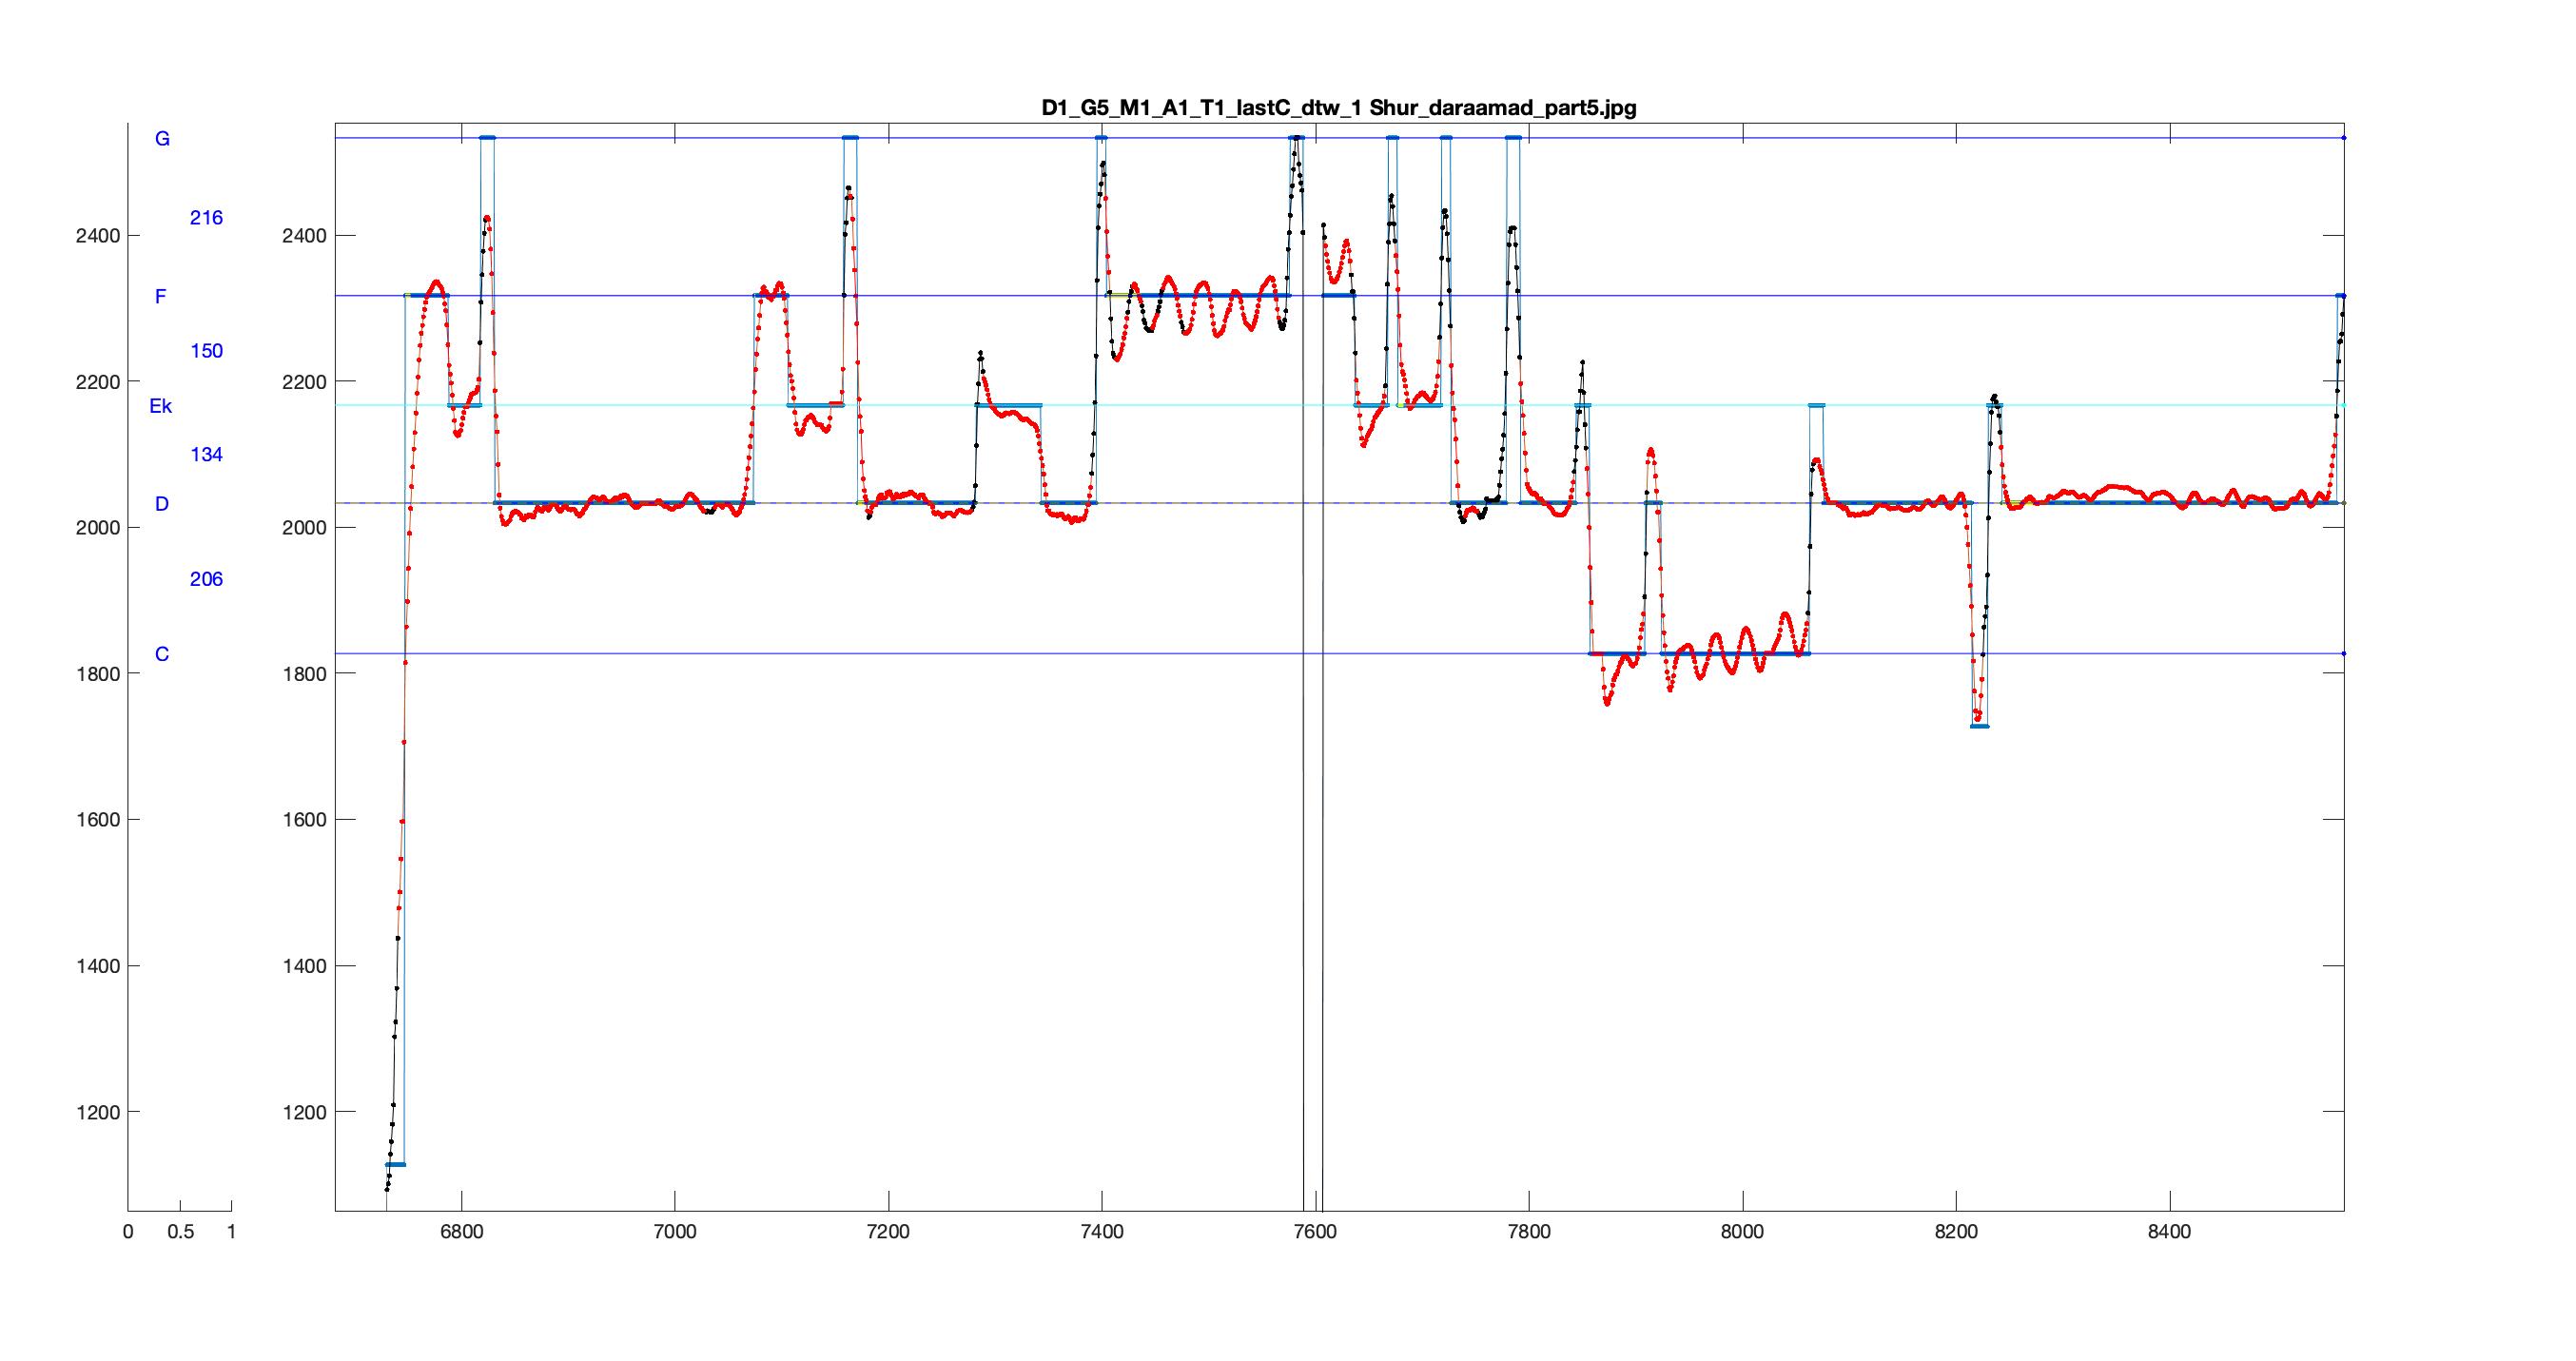 D1_G5_M1_A1_T1_lastC_dtw_1 Shur_daraamad_part5.jpg
G
216
2400 2400
F
150
2200 2200
Ek
134
D
2000 2000
206
C
1800 1800
1600 1600
1400 1400
1200 1200
0 0.5 1 6800 7000 7200 7400 7600 7800 8000 8200 8400